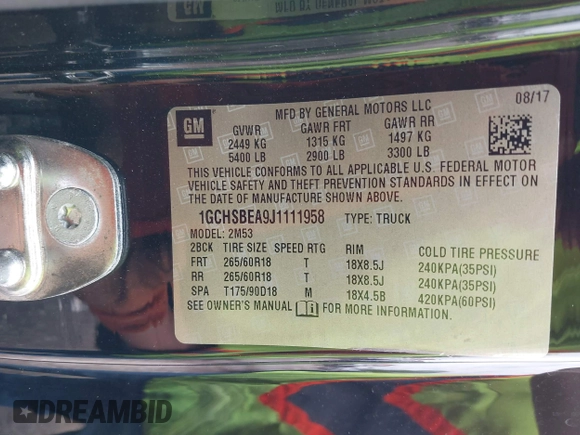 GM
MFD BY GENERAL MOTORS LLC 08/17
GVWR GAWR FRT GAWR RR
2449 KG 1315 KG 1497 KG
5400 LB 2900 LB 3300 LB
THIS VEHICLE CONFORMS TO ALL APPLICABLE U.S. FEDERAL MOTOR
VEHICLE SAFETY AND THEFT PREVENTION STANDARDS IN EFFECT
ON THE DATE OF MANUFACTURE SHOWN ABOVE.
1GCHSBEA9J1111958 TYPE: TRUCK
MODEL: 2M53
2BCK TIRE SIZE SPEED RTG RIM COLD TIRE PRESSURE
FRT 265/60R18 T 18X8.5J 240KPA(35PSI)
RR 265/60R18 T 18X8.5J 240KPA(35PSI)
SPA T175/90D18 M 18X4.5B 420KPA(60PSI)
SEE OWNER'S MANUAL FOR MORE INFORMATION.
DREAMBID